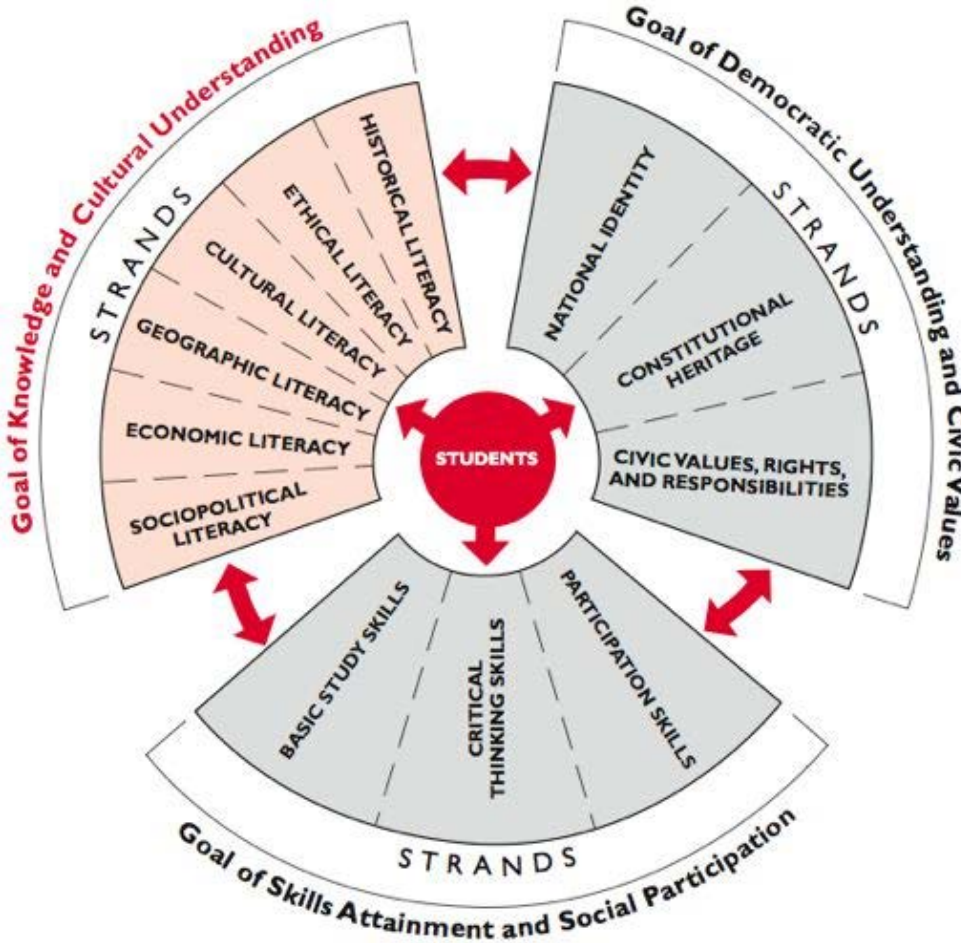 Goal of Knowledge and Cultural Understanding
STRANDS
HISTORICAL LITERACY
ETHICAL LITERACY
CULTURAL LITERACY
GEOGRAPHIC LITERACY
ECONOMIC LITERACY
SOCIOPOLITICAL
LITERACY
Goal of Democratic Understanding and Civic Values
STRANDS
NATIONAL IDENTITY
CONSTITUTIONAL
HERITAGE
CIVIC VALUES, RIGHTS,
AND RESPONSIBILITIES
STUDENTS
BASIC STUDY SKILLS
CRITICAL
THINKING SKILLS
PARTICIPATION SKILLS
STRANDS
Goal of Skills Attainment and Social Participation